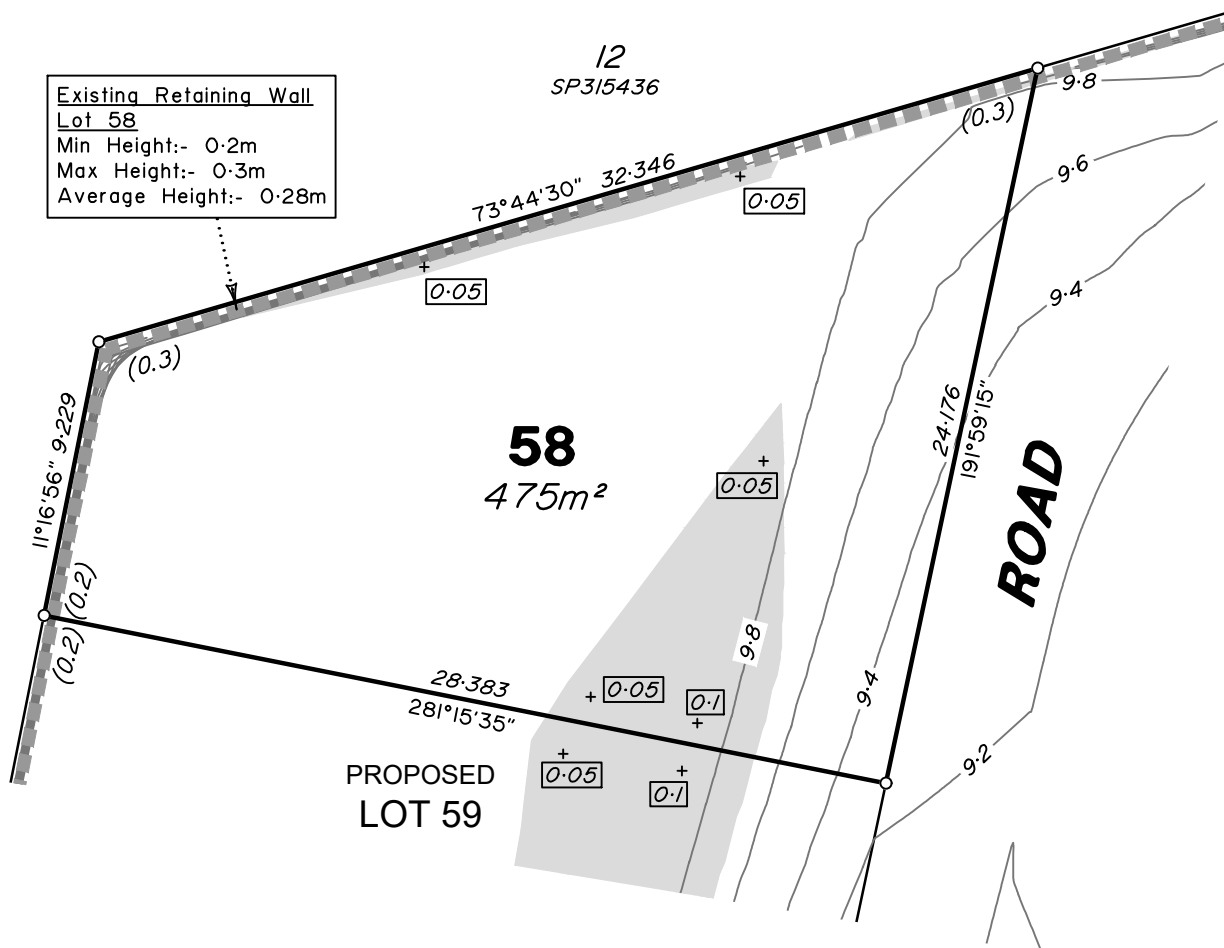 12
SP315436
Existing Retaining Wall
Lot 58
Min Height:- 0·2m
Max Height:- 0·3m
Average Height:- 0·28m
9·8
(0.3)
9·6
73°44'30" 32·346
0·05
0·05
9·4
(0.3)
11°16'56" 9·229
58
475m²
0·05
24·176
191°59'15"
ROAD
(0.2)
(0.2)
9·8
28·383
281°15'35"
0·05
0·1
9·4
9·2
0·05
0·1
PROPOSED
LOT 59